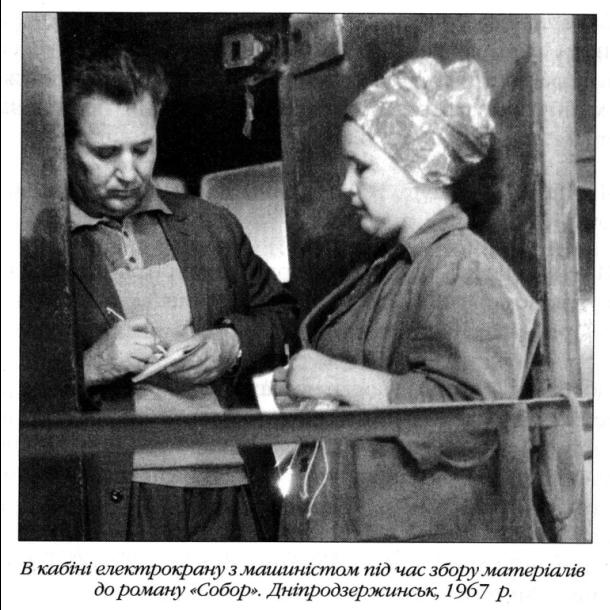 В кабіні електрокрану з машиністом під час збору матеріалів
до роману «Собор». Дніпродзержинськ, 1967 р.